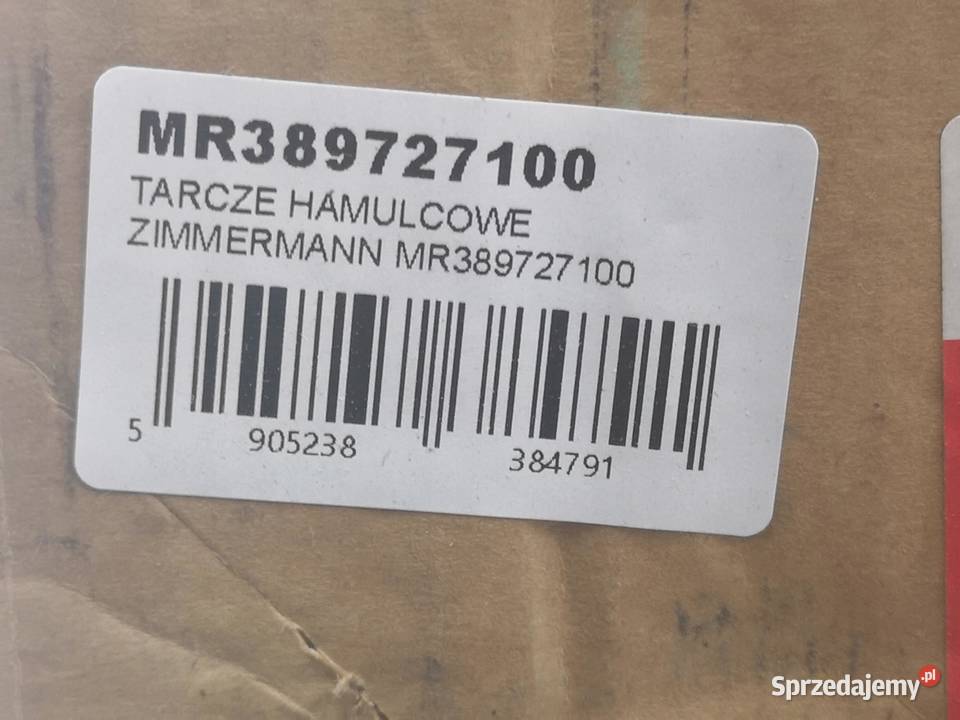 MR389727100
TARCZE HAMULCOWE
ZIMMERMANN MR389727100
5 905238 384791
Sprzedajemy.pl